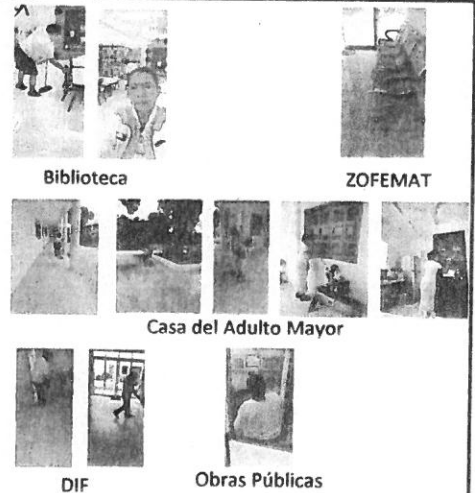 Biblioteca
ZOFEMAT
Casa del Adulto Mayor
DIF
Obras Públicas